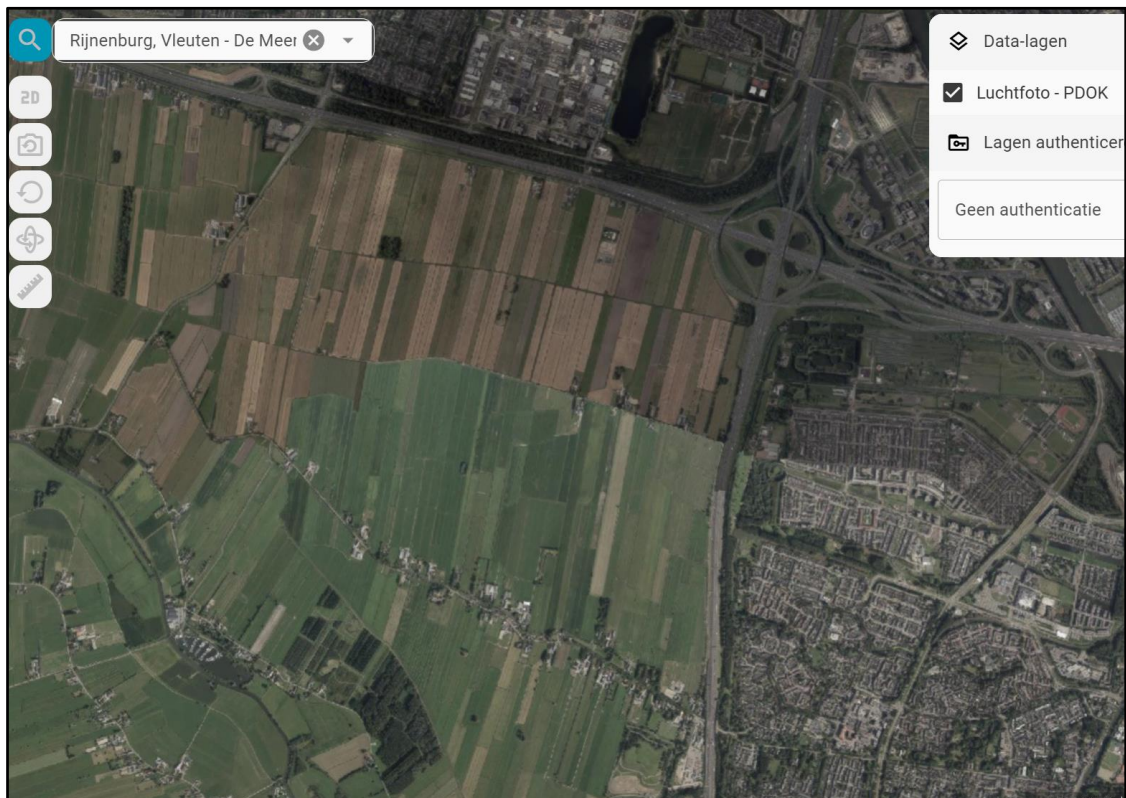 Rijnenburg, Vleuten - De Meer
2D
Data-lagen
Luchtfoto - PDOK
Lagen authenticer
Geen authenticatie